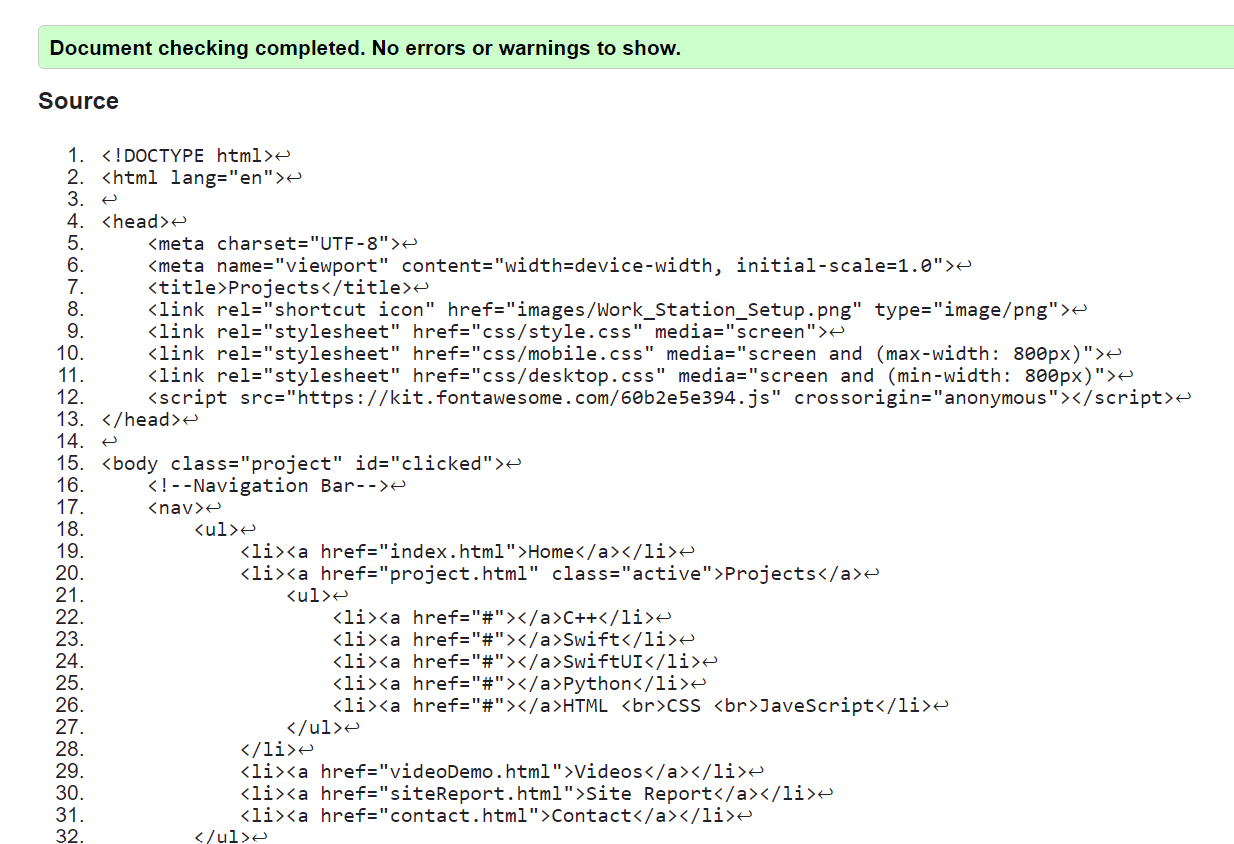 Document checking completed. No errors or warnings to show.
Source
1. <!DOCTYPE html>↩
2. <html lang="en">↩
3. ↩
4. <head>↩
5.     <meta charset="UTF-8">↩
6.     <meta name="viewport" content="width=device-width, initial-scale=1.0">↩
7.     <title>Projects</title>↩
8.     <link rel="shortcut icon" href="images/Work_Station_Setup.png" type="image/png">↩
9.     <link rel="stylesheet" href="css/style.css" media="screen">↩
10.     <link rel="stylesheet" href="css/mobile.css" media="screen and (max-width: 800px)">↩
11.     <link rel="stylesheet" href="css/desktop.css" media="screen and (min-width: 800px)">↩
12.     <script src="https://kit.fontawesome.com/60b2e5e394.js" crossorigin="anonymous"></script>↩
13. </head>↩
14. ↩
15. <body class="project" id="clicked">↩
16.     <!--Navigation Bar-->↩
17.     <nav>↩
18.         <ul>↩
19.             <li><a href="index.html">Home</a></li>↩
20.             <li><a href="project.html" class="active">Projects</a>↩
21.                 <ul>↩
22.                     <li><a href="#"></a>C++</li>↩
23.                     <li><a href="#"></a>Swift</li>↩
24.                     <li><a href="#"></a>SwiftUI</li>↩
25.                     <li><a href="#"></a>Python</li>↩
26.                     <li><a href="#"></a>HTML <br>CSS <br>JaveScript</li>↩
27.                 </ul>↩
28.             </li>↩
29.             <li><a href="videoDemo.html">Videos</a></li>↩
30.             <li><a href="siteReport.html">Site Report</a></li>↩
31.             <li><a href="contact.html">Contact</a></li>↩
32.         </ul>↩